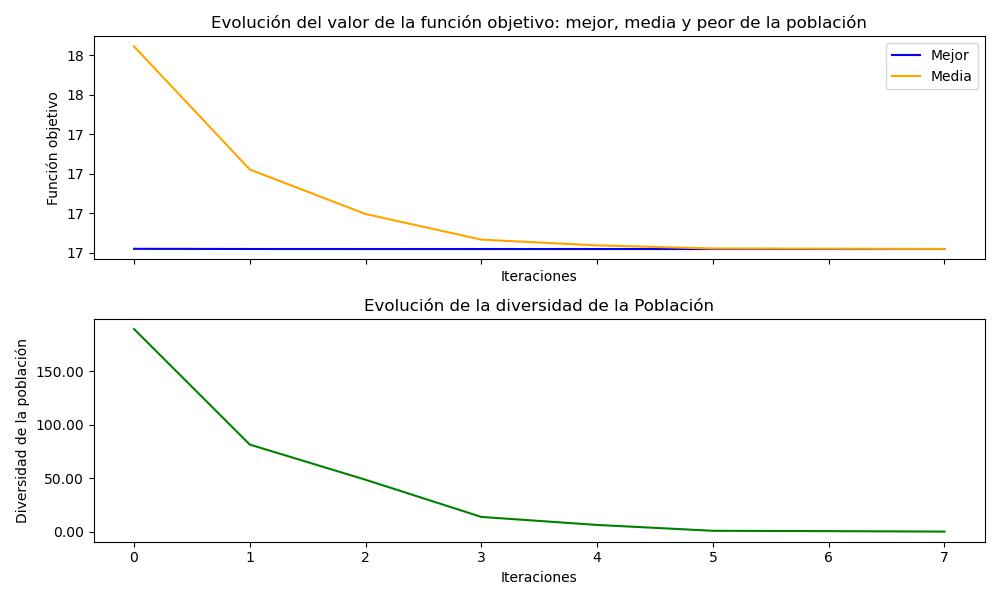 Evolución del valor de la función objetivo: mejor, media y peor de la población
Función objetivo
18
18
17
17
17
17
Mejor
Media
Iteraciones
Evolución de la diversidad de la Población
Diversidad de la población
150.00
100.00
50.00
0.00
0 1 2 3 4 5 6 7
Iteraciones